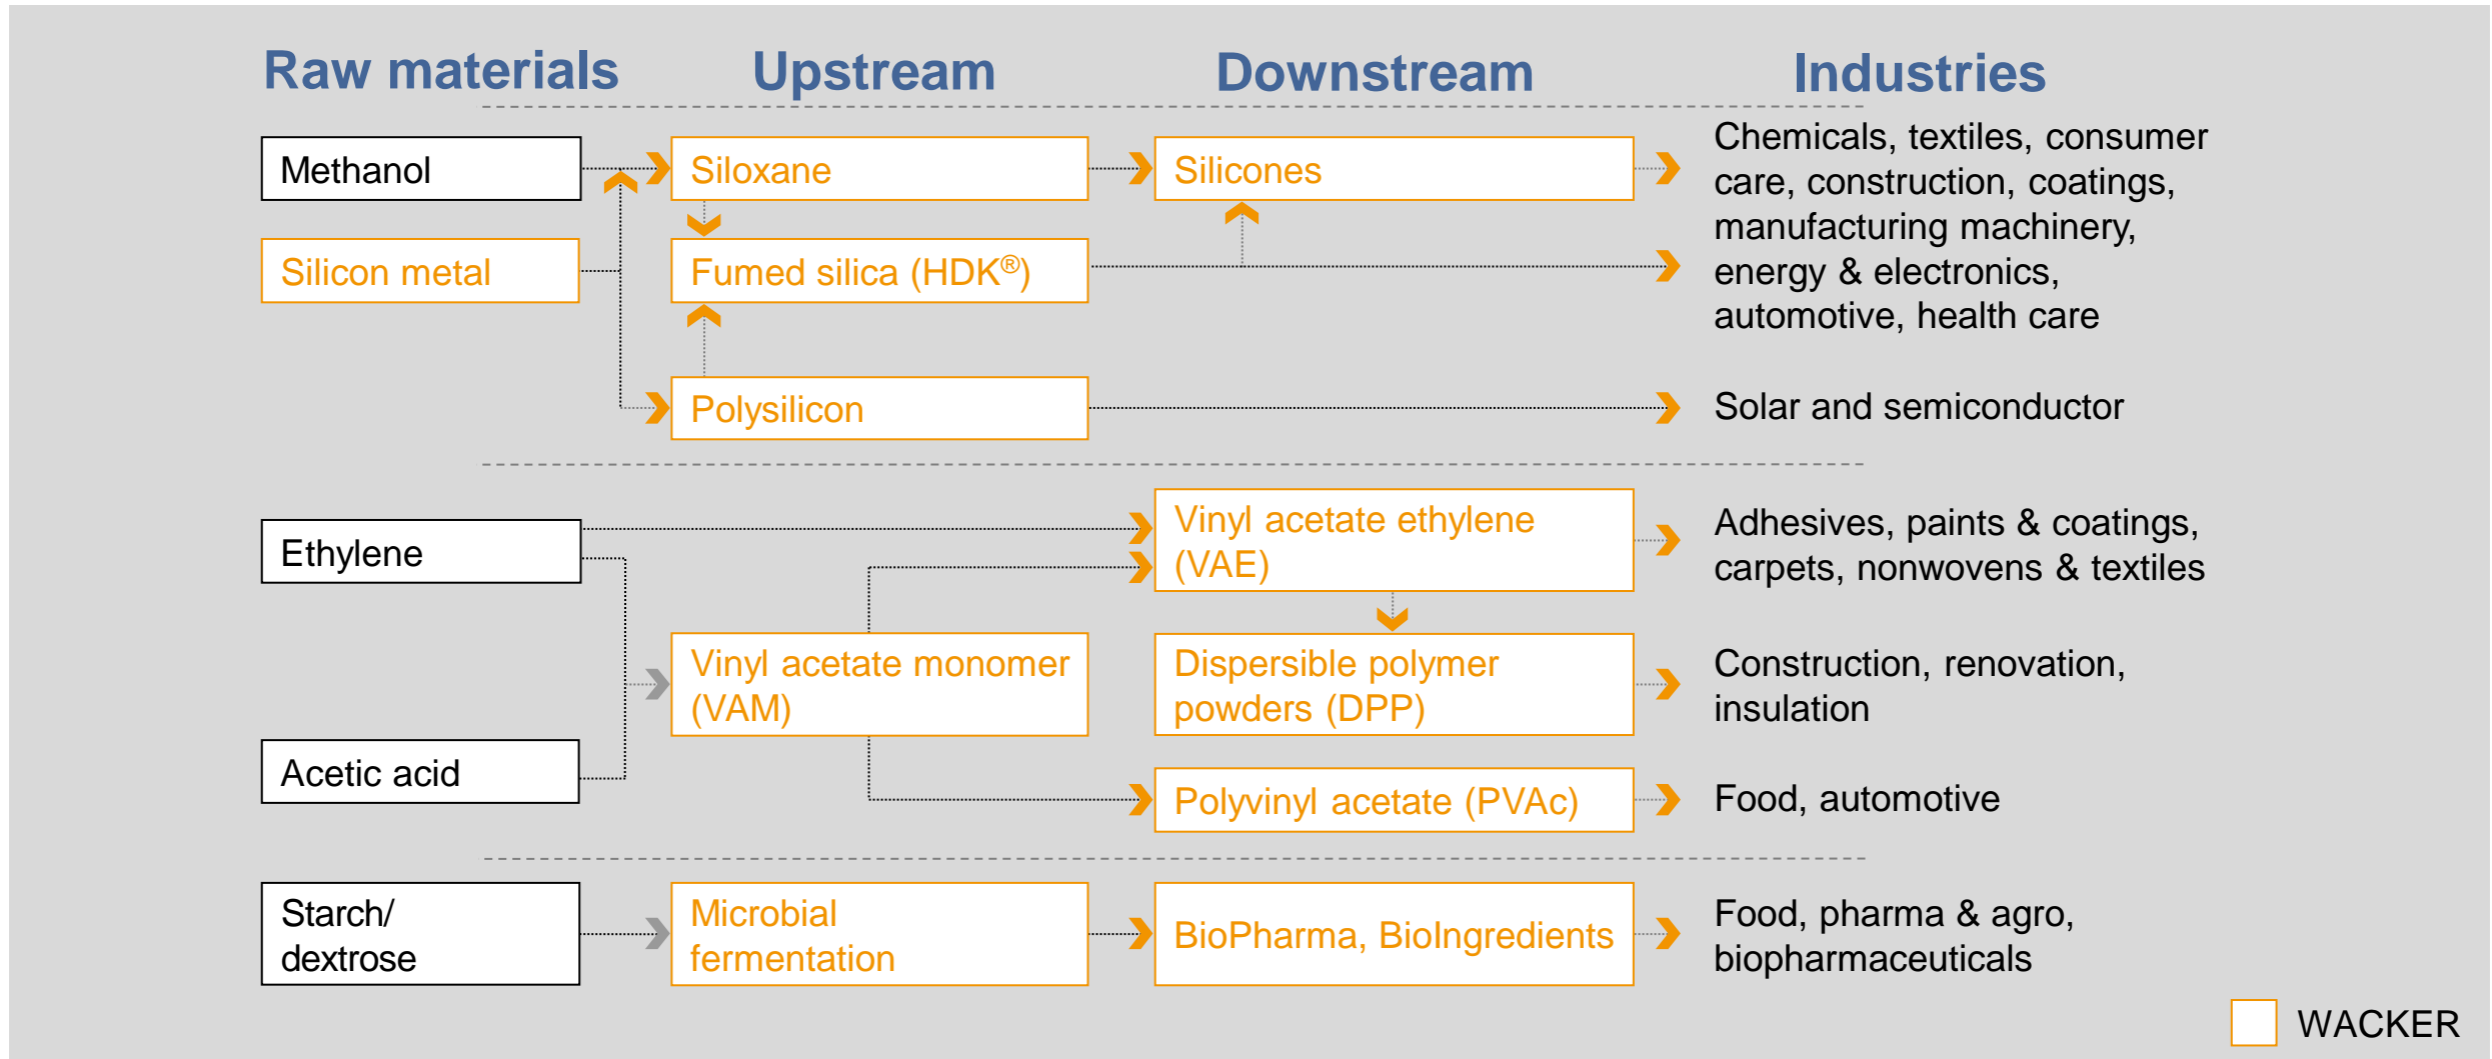 Raw materials
Upstream
Downstream
Industries
Methanol
Siloxane
Silicones
Chemicals, textiles, consumer
care, construction, coatings,
manufacturing machinery,
energy & electronics,
automotive, health care
Silicon metal
Fumed silica (HDK®)
Polysilicon
Solar and semiconductor
Ethylene
Vinyl acetate ethylene
(VAE)
Adhesives, paints & coatings,
carpets, nonwovens & textiles
Vinyl acetate monomer
(VAM)
Dispersible polymer
powders (DPP)
Construction, renovation,
insulation
Acetic acid
Polyvinyl acetate (PVAc)
Food, automotive
Starch/
dextrose
Microbial
fermentation
BioPharma, BioIngredients
Food, pharma & agro,
biopharmaceuticals
WACKER